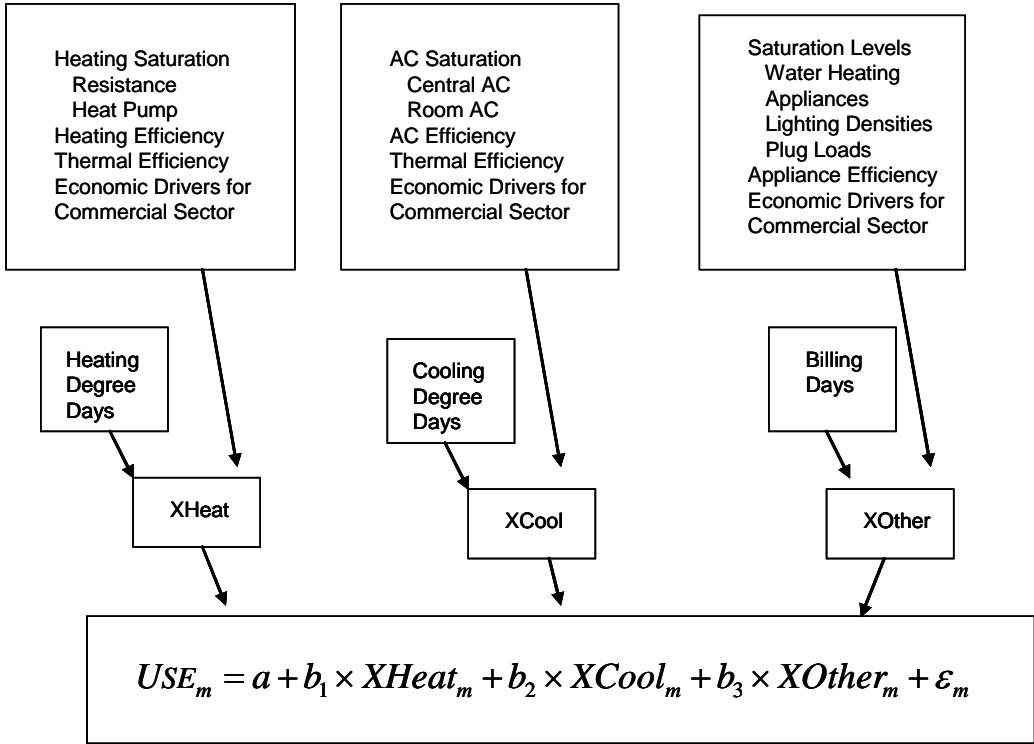 Heating Saturation
Resistance
Heat Pump
Heating Efficiency
Thermal Efficiency
Economic Drivers for
Commercial Sector
AC Saturation
Central AC
Room AC
AC Efficiency
Thermal Efficiency
Economic Drivers for
Commercial Sector
Saturation Levels
Water Heating
Appliances
Lighting Densities
Plug Loads
Appliance Efficiency
Economic Drivers for
Commercial Sector
Heating
Degree
Days
Cooling
Degree
Days
Billing
Days
XHeat
XCool
XOther
USE_m = a + b_1 × XHeat_m + b_2 × XCool_m + b_3 × XOther_m + ε_m